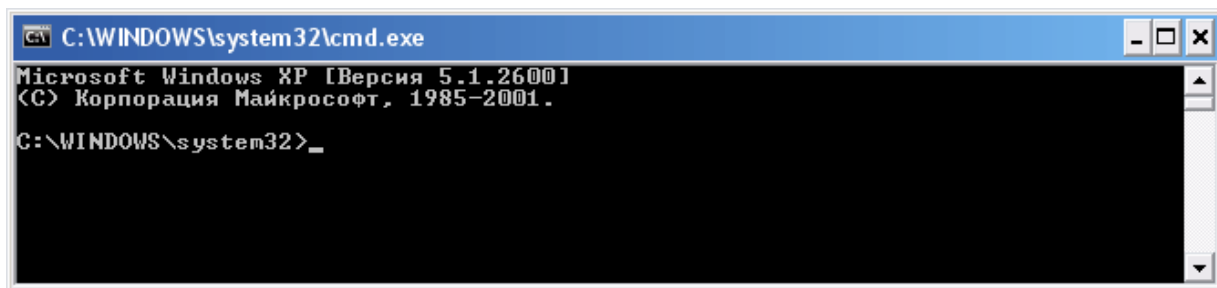 C:\WINDOWS\system32\cmd.exe
Microsoft Windows XP [Версия 5.1.2600]
(C) Корпорация Майкрософт, 1985-2001.
C:\WINDOWS\system32>_